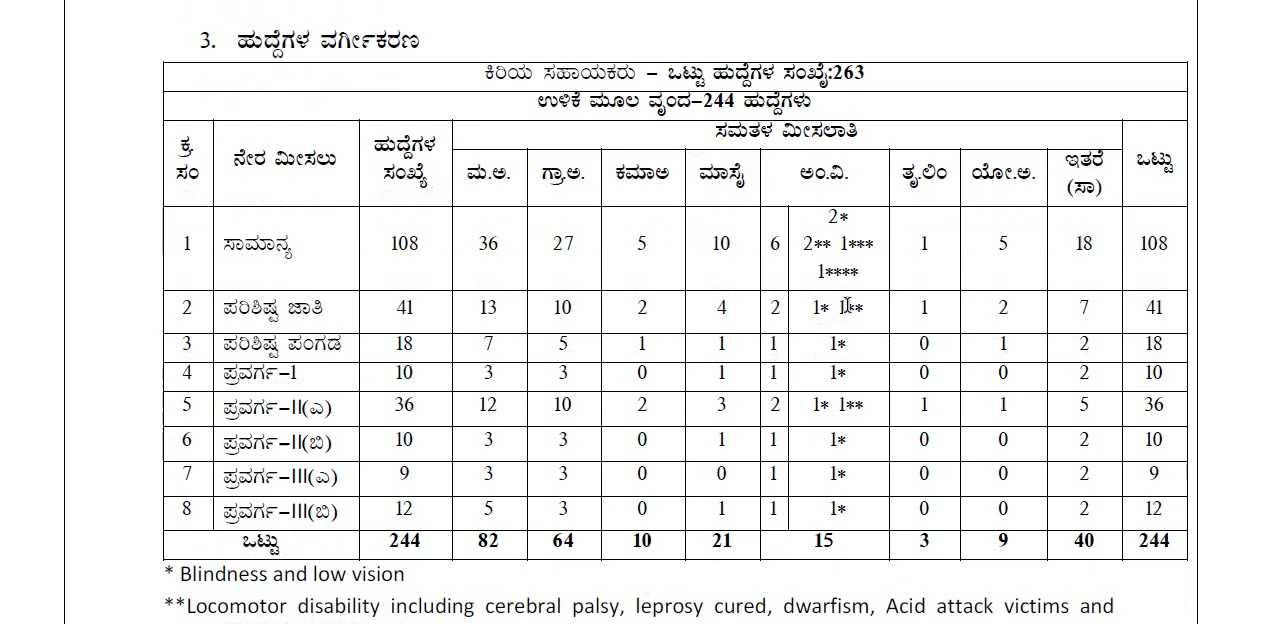 3. ಹುದ್ದೆಗಳ ವರ್ಗೀಕರಣ
ಕಿರಿಯ ಸಹಾಯಕರು – ಒಟ್ಟು ಹುದ್ದೆಗಳ ಸಂಖ್ಯೆ:263
ಉಳಿಕೆ ಮೂಲ ವೃಂದ–244 ಹುದ್ದೆಗಳು
ಕ್ರ. ಸಂ ನೇರ ಮೀಸಲು ಹುದ್ದೆಗಳ ಸಂಖ್ಯೆ ಸಮತಳ ಮೀಸಲಾತಿ ಒಟ್ಟು
ಮ.ಅ. ಗ್ರಾ.ಅ. ಕಮಾಅ ಮಾಸೈ ಅಂ.ವಿ. ತೃ.ಲಿಂ ಯೋ.ಅ. ಇತರೆ (ಸಾ)
1 ಸಾಮಾನ್ಯ 108 36 27 5 10 6 2* 2** 1*** 1**** 1 5 18 108
2 ಪರಿಶಿಷ್ಟ ಜಾತಿ 41 13 10 2 4 2 1* 1** 1 2 7 41
3 ಪರಿಶಿಷ್ಟ ಪಂಗಡ 18 7 5 1 1 1 1* 0 1 2 18
4 ಪ್ರವರ್ಗ–I 10 3 3 0 1 1 1* 0 0 2 10
5 ಪ್ರವರ್ಗ–II(ಎ) 36 12 10 2 3 2 1* 1** 1 1 5 36
6 ಪ್ರವರ್ಗ–II(ಬಿ) 10 3 3 0 1 1 1* 0 0 2 10
7 ಪ್ರವರ್ಗ–III(ಎ) 9 3 3 0 0 1 1* 0 0 2 9
8 ಪ್ರವರ್ಗ–III(ಬಿ) 12 5 3 0 1 1 1* 0 0 2 12
ಒಟ್ಟು 244 82 64 10 21 15 3 9 40 244
* Blindness and low vision
**Locomotor disability including cerebral palsy, leprosy cured, dwarfism, Acid attack victims and